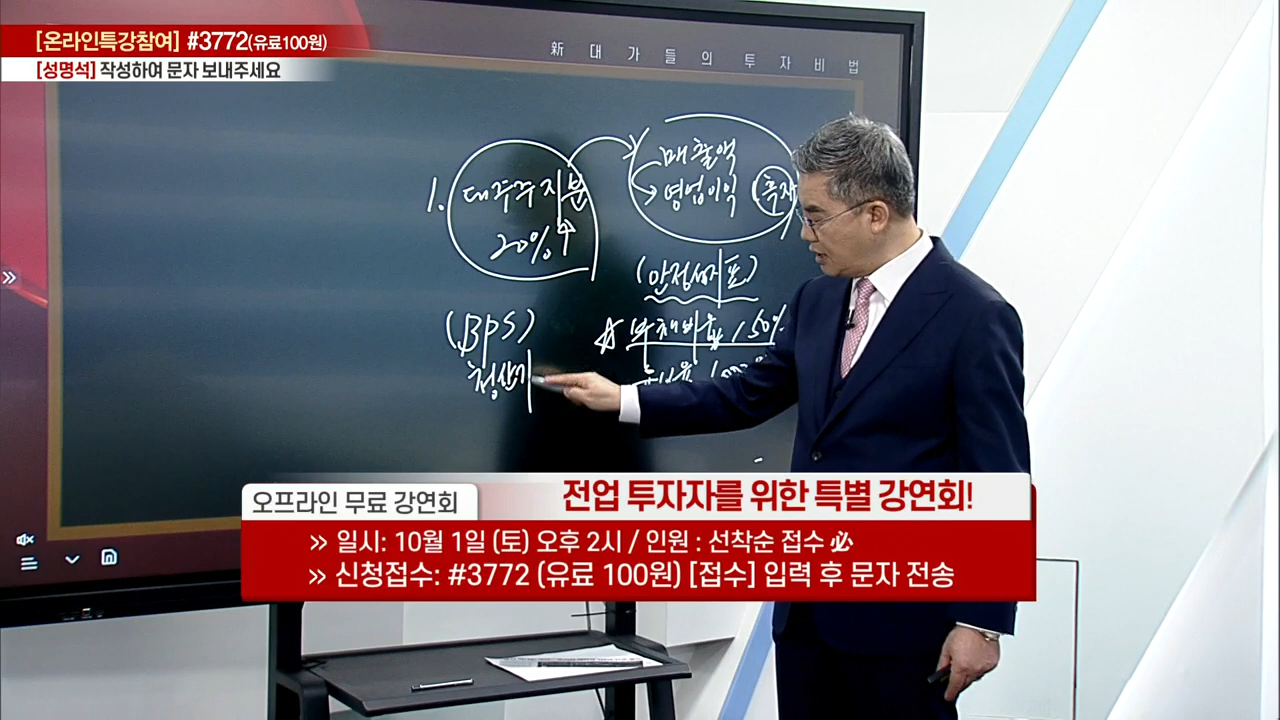 [온라인특강참여] #3772(유료100원)
[성명석] 작성하여 문자 보내주세요
新 대 가 들 의 투 자 비 법
매출액
1. 대주주지분
영업이익
20%↑
(안정성지표)
(BPS)
☆ 부채비율 150%
청산가
오프라인 무료 강연회
전업 투자자를 위한 특별 강연회!
» 일시: 10월 1일 (토) 오후 2시 / 인원 : 선착순 접수 必
» 신청접수: #3772 (유료 100원) [접수] 입력 후 문자 전송